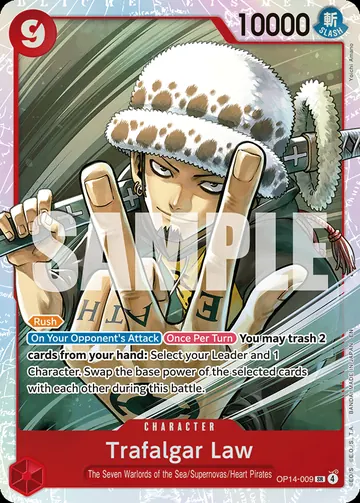 9
10000
斬
SLASH
Yoichi Amano
SAMPLE
DEATH
Rush
On Your Opponent's Attack Once Per Turn You may trash 2
cards from your hand: Select your Leader and 1
Character. Swap the base power of the selected cards
with each other during this battle.
CHARACTER
Trafalgar Law
The Seven Warlords of the Sea/Supernovas/Heart Pirates
OP14-009 SR 4